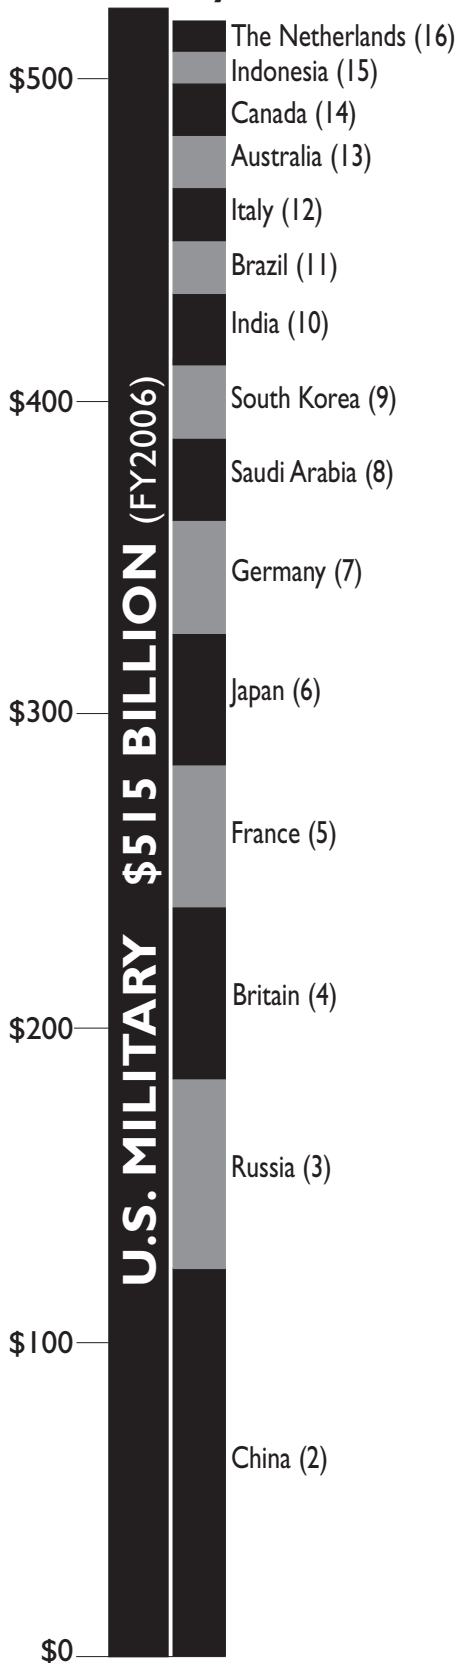 The Netherlands (16)
Indonesia (15)
$500
Canada (14)
Australia (13)
Italy (12)
Brazil (11)
India (10)
$400
South Korea (9)
Saudi Arabia (8)
Germany (7)
Japan (6)
$300
France (5)
Britain (4)
$200
Russia (3)
$100
China (2)
$0
U.S. MILITARY $515 BILLION (FY2006)